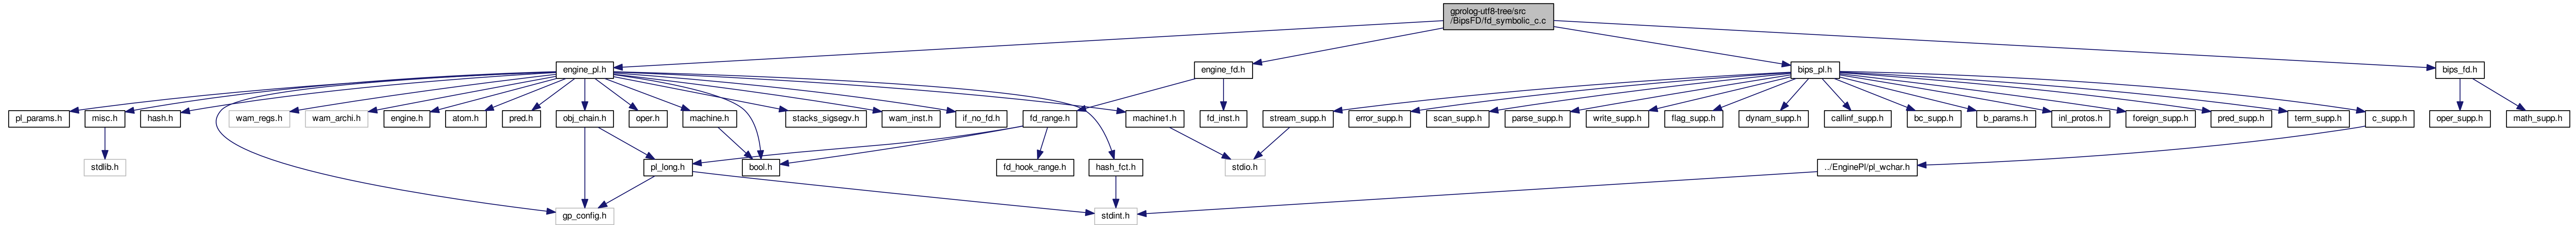 gprolog-utf8-tree/src
/BipsFD/fd_symbolic_c.c
engine_pl.h
engine_fd.h
bips_pl.h
bips_fd.h
pl_params.h
misc.h
hash.h
wam_regs.h
wam_archi.h
engine.h
atom.h
pred.h
obj_chain.h
oper.h
machine.h
stacks_sigsegv.h
wam_inst.h
if_no_fd.h
fd_range.h
machine1.h
fd_inst.h
stream_supp.h
error_supp.h
scan_supp.h
parse_supp.h
write_supp.h
flag_supp.h
dynam_supp.h
callinf_supp.h
bc_supp.h
b_params.h
inl_protos.h
foreign_supp.h
pred_supp.h
term_supp.h
c_supp.h
oper_supp.h
math_supp.h
stdlib.h
pl_long.h
bool.h
fd_hook_range.h
hash_fct.h
stdio.h
../EnginePl/pl_wchar.h
gp_config.h
stdint.h